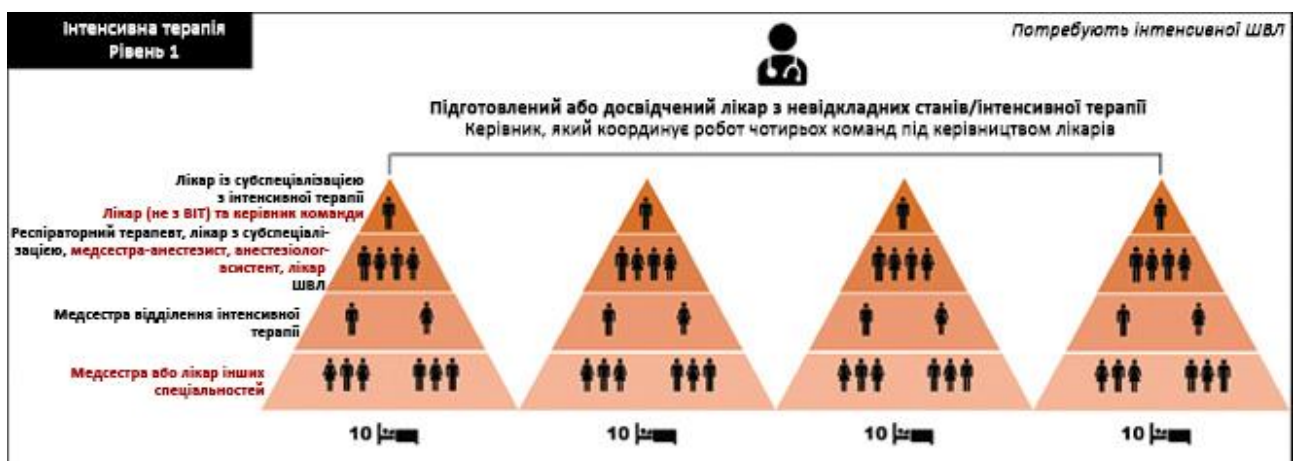 Інтенсивна терапія
Рівень 1
Потребують інтенсивної ШВЛ
Підготовлений або досвідчений лікар з невідкладних станів/інтенсивної терапії
Керівник, який координує робот чотирьох команд під керівництвом лікарів
Лікар із субспеціалізацією
з інтенсивної терапії
Лікар (не з ВІТ) та керівник команди
Респіраторний терапевт, лікар з субспеціалі-
зацією, медсестра-анестезист, анестезіолог-
асистент, лікар
ШВЛ
Медсестра відділення інтенсивної
терапії
Медсестра або лікар інших
спеціальностей
10 10 10 10